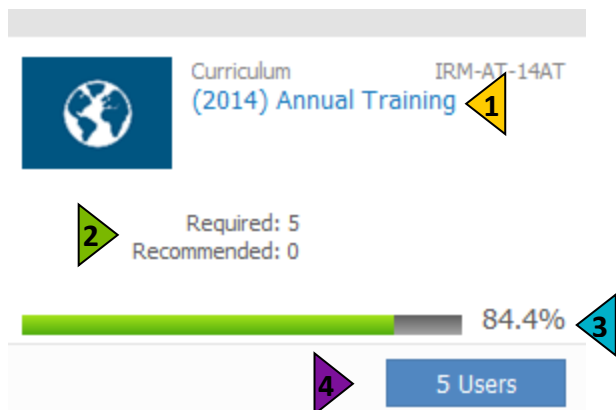 Curriculum IRM-AT-14AT
(2014) Annual Training 1
2 Required: 5
Recommended: 0
84.4% 3
4 5 Users